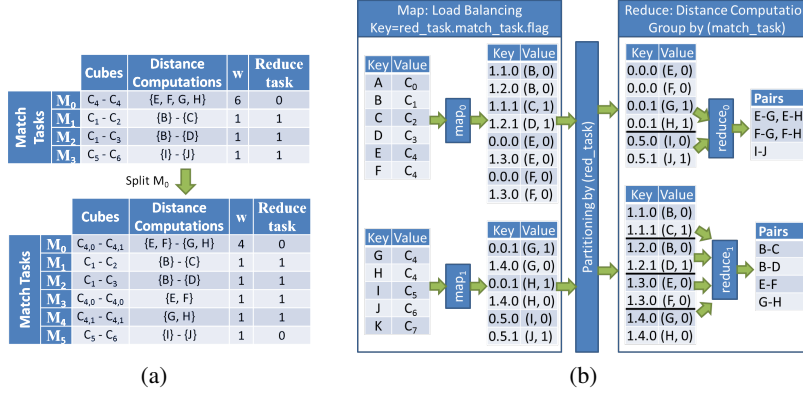 Cubes Distance Computations w Reduce task
Match Tasks
M0 C4 - C4 {E, F, G, H} 6 0
M1 C1 - C2 {B} - {C} 1 1
M2 C1 - C3 {B} - {D} 1 1
M3 C5 - C6 {I} - {J} 1 1
Split M0
Cubes Distance Computations w Reduce task
Match Tasks
M0 C4,0 - C4,1 {E, F} - {G, H} 4 0
M1 C1 - C2 {B} - {C} 1 1
M2 C1 - C3 {B} - {D} 1 1
M3 C4,0 - C4,0 {E, F} 1 1
M4 C4,1 - C4,1 {G, H} 1 1
M5 C5 - C6 {I} - {J} 1 0
(a)
Map: Load Balancing
Key=red_task.match_task.flag
Key Value
A C0
B C1
C C2
D C3
E C4
F C4
map0
Key Value
1.1.0 (B, 0)
1.2.0 (B, 0)
1.1.1 (C, 1)
1.2.1 (D, 1)
0.0.0 (E, 0)
1.3.0 (E, 0)
0.0.0 (F, 0)
1.3.0 (F, 0)
Key Value
G C4
H C4
I C5
J C6
K C7
map1
Key Value
0.0.1 (G, 1)
1.4.0 (G, 0)
0.0.1 (H, 1)
1.4.0 (H, 0)
0.5.0 (I, 0)
0.5.1 (J, 1)
Partitioning by (red_task)
Reduce: Distance Computation
Group by (match_task)
Key Value
0.0.0 (E, 0)
0.0.0 (F, 0)
0.0.1 (G, 1)
0.0.1 (H, 1)
0.5.0 (I, 0)
0.5.1 (J, 1)
reduce0
Pairs
E-G, E-H
F-G, F-H
I-J
Key Value
1.1.0 (B, 0)
1.1.1 (C, 1)
1.2.0 (B, 0)
1.2.1 (D, 1)
1.3.0 (E, 0)
1.3.0 (F, 0)
1.4.0 (G, 0)
1.4.0 (H, 0)
reduce1
Pairs
B-C
B-D
E-F
G-H
(b)